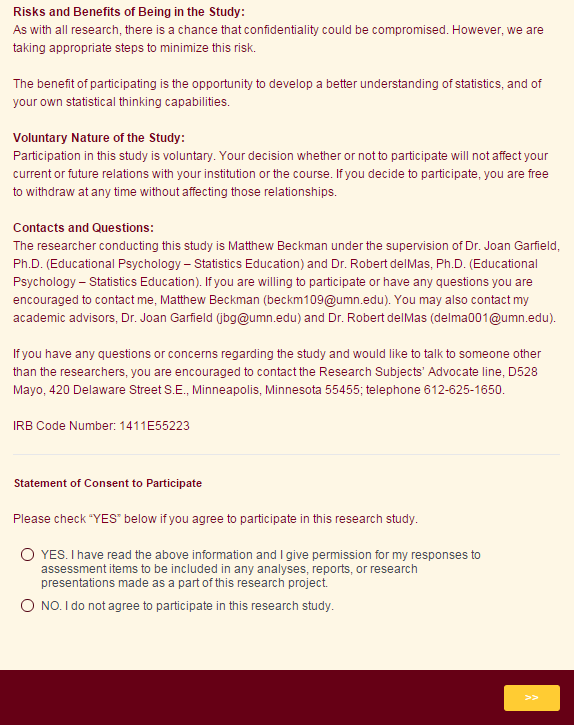 Risks and Benefits of Being in the Study:
As with all research, there is a chance that confidentiality could be compromised. However, we are
taking appropriate steps to minimize this risk.
The benefit of participating is the opportunity to develop a better understanding of statistics, and of
your own statistical thinking capabilities.
Voluntary Nature of the Study:
Participation in this study is voluntary. Your decision whether or not to participate will not affect your
current or future relations with your institution or the course. If you decide to participate, you are free
to withdraw at any time without affecting those relationships.
Contacts and Questions:
The researcher conducting this study is Matthew Beckman under the supervision of Dr. Joan Garfield,
Ph.D. (Educational Psychology – Statistics Education) and Dr. Robert delMas, Ph.D. (Educational
Psychology – Statistics Education). If you are willing to participate or have any questions you are
encouraged to contact me, Matthew Beckman (beckm109@umn.edu). You may also contact my
academic advisors, Dr. Joan Garfield (jbg@umn.edu) and Dr. Robert delMas (delma001@umn.edu).
If you have any questions or concerns regarding the study and would like to talk to someone other
than the researchers, you are encouraged to contact the Research Subjects' Advocate line, D528
Mayo, 420 Delaware Street S.E., Minneapolis, Minnesota 55455; telephone 612-625-1650.
IRB Code Number: 1411E55223
Statement of Consent to Participate
Please check “YES” below if you agree to participate in this research study.
YES. I have read the above information and I give permission for my responses to
assessment items to be included in any analyses, reports, or research
presentations made as a part of this research project.
NO. I do not agree to participate in this research study.
>>